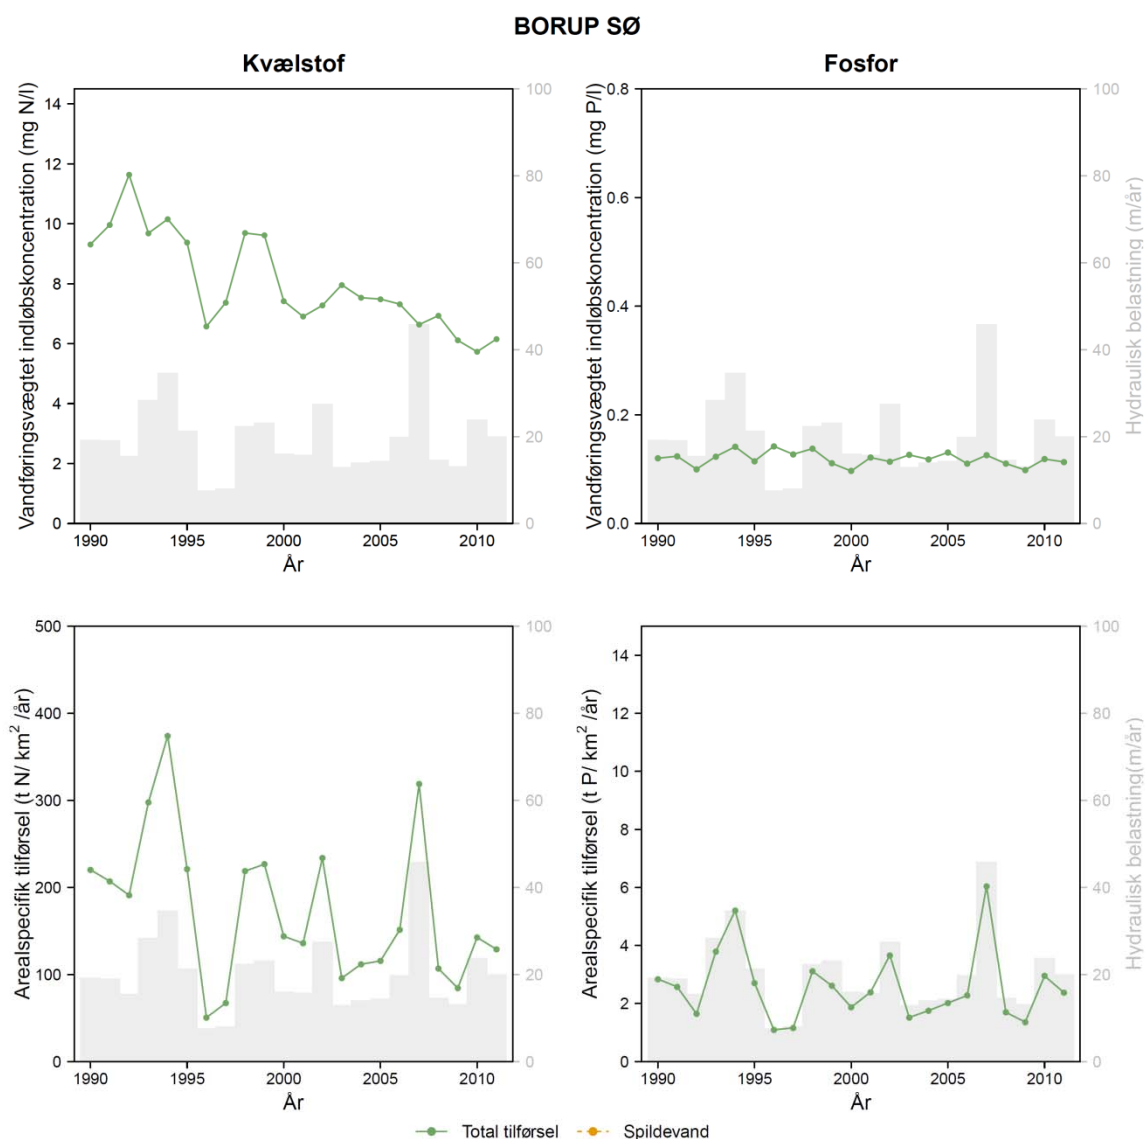 BORUP SØ
Kvælstof
Vandføringsvægtet indløbskoncentration (mg N/l)
14
12
10
8
6
4
2
0
100
80
60
40
20
0
1990 1995 2000 2005 2010
År
Fosfor
Vandføringsvægtet indløbskoncentration (mg P/l)
0.8
0.6
0.4
0.2
0.0
100
80
60
40
20
0
Hydraulisk belastning (m/år)
1990 1995 2000 2005 2010
År
Arealspecifik tilførsel (t N/ km² /år)
500
400
300
200
100
0
100
80
60
40
20
0
1990 1995 2000 2005 2010
År
Arealspecifik tilførsel (t P/ km² /år)
14
12
10
8
6
4
2
0
100
80
60
40
20
0
Hydraulisk belastning(m/år)
1990 1995 2000 2005 2010
År
Total tilførsel Spildevand